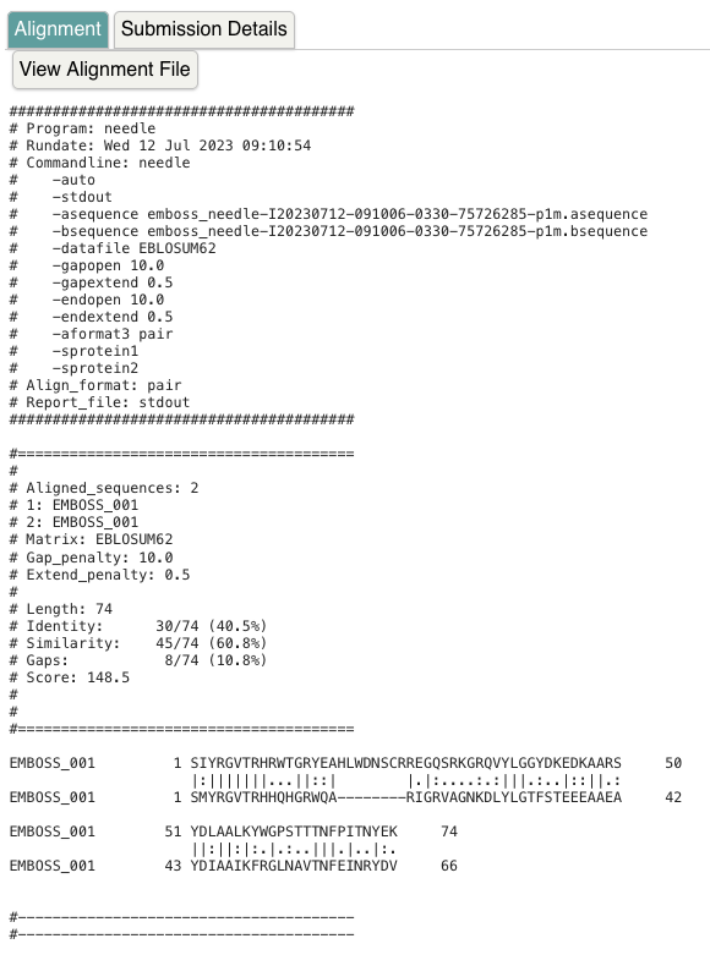 Alignment Submission Details
View Alignment File
########################################
# Program: needle
# Rundate: Wed 12 Jul 2023 09:10:54
# Commandline: needle
#    -auto
#    -stdout
#    -asequence emboss_needle-I20230712-091006-0330-75726285-p1m.asequence
#    -bsequence emboss_needle-I20230712-091006-0330-75726285-p1m.bsequence
#    -datafile EBLOSUM62
#    -gapopen 10.0
#    -gapextend 0.5
#    -endopen 10.0
#    -endextend 0.5
#    -aformat3 pair
#    -sprotein1
#    -sprotein2
# Align_format: pair
# Report_file: stdout
########################################
#=======================================
#
# Aligned_sequences: 2
# 1: EMBOSS_001
# 2: EMBOSS_001
# Matrix: EBLOSUM62
# Gap_penalty: 10.0
# Extend_penalty: 0.5
#
# Length: 74
# Identity:      30/74 (40.5%)
# Similarity:    45/74 (60.8%)
# Gaps:           8/74 (10.8%)
# Score: 148.5
#
#
#=======================================
EMBOSS_001         1 SIYRGVTRHRWTGRYEAHLWDNSCRREGQSRKGRQVYLGGYDKEDKAARS     50
                     |:|||||||...||::|        |.|:....:.:|||.:..|::||.:
EMBOSS_001         1 SMYRGVTRHHQHGRWQA--------RIGRVAGNKDLYLGTFSTEEEAAEA     42
EMBOSS_001        51 YDLAALKYWGPSTTTNFPITNYEK     74
                     ||:||:|:.|.:..|||.|..|:.
EMBOSS_001        43 YDIAAIKFRGLNAVTNFEINRYDV     66
#---------------------------------------
#---------------------------------------